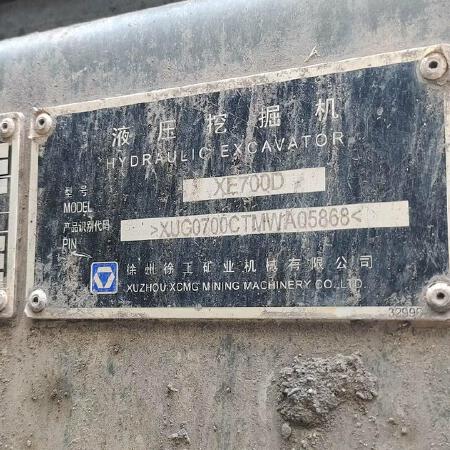 液压挖掘机
HYDRAULIC EXCAVATOR
型号
MODEL
XE700D
产品识别代码
PIN
>XUG0700CTMWA05868<
徐州徐工矿业机械有限公司
XUZHOU XCMG MINING MACHINERY CO.,LTD.